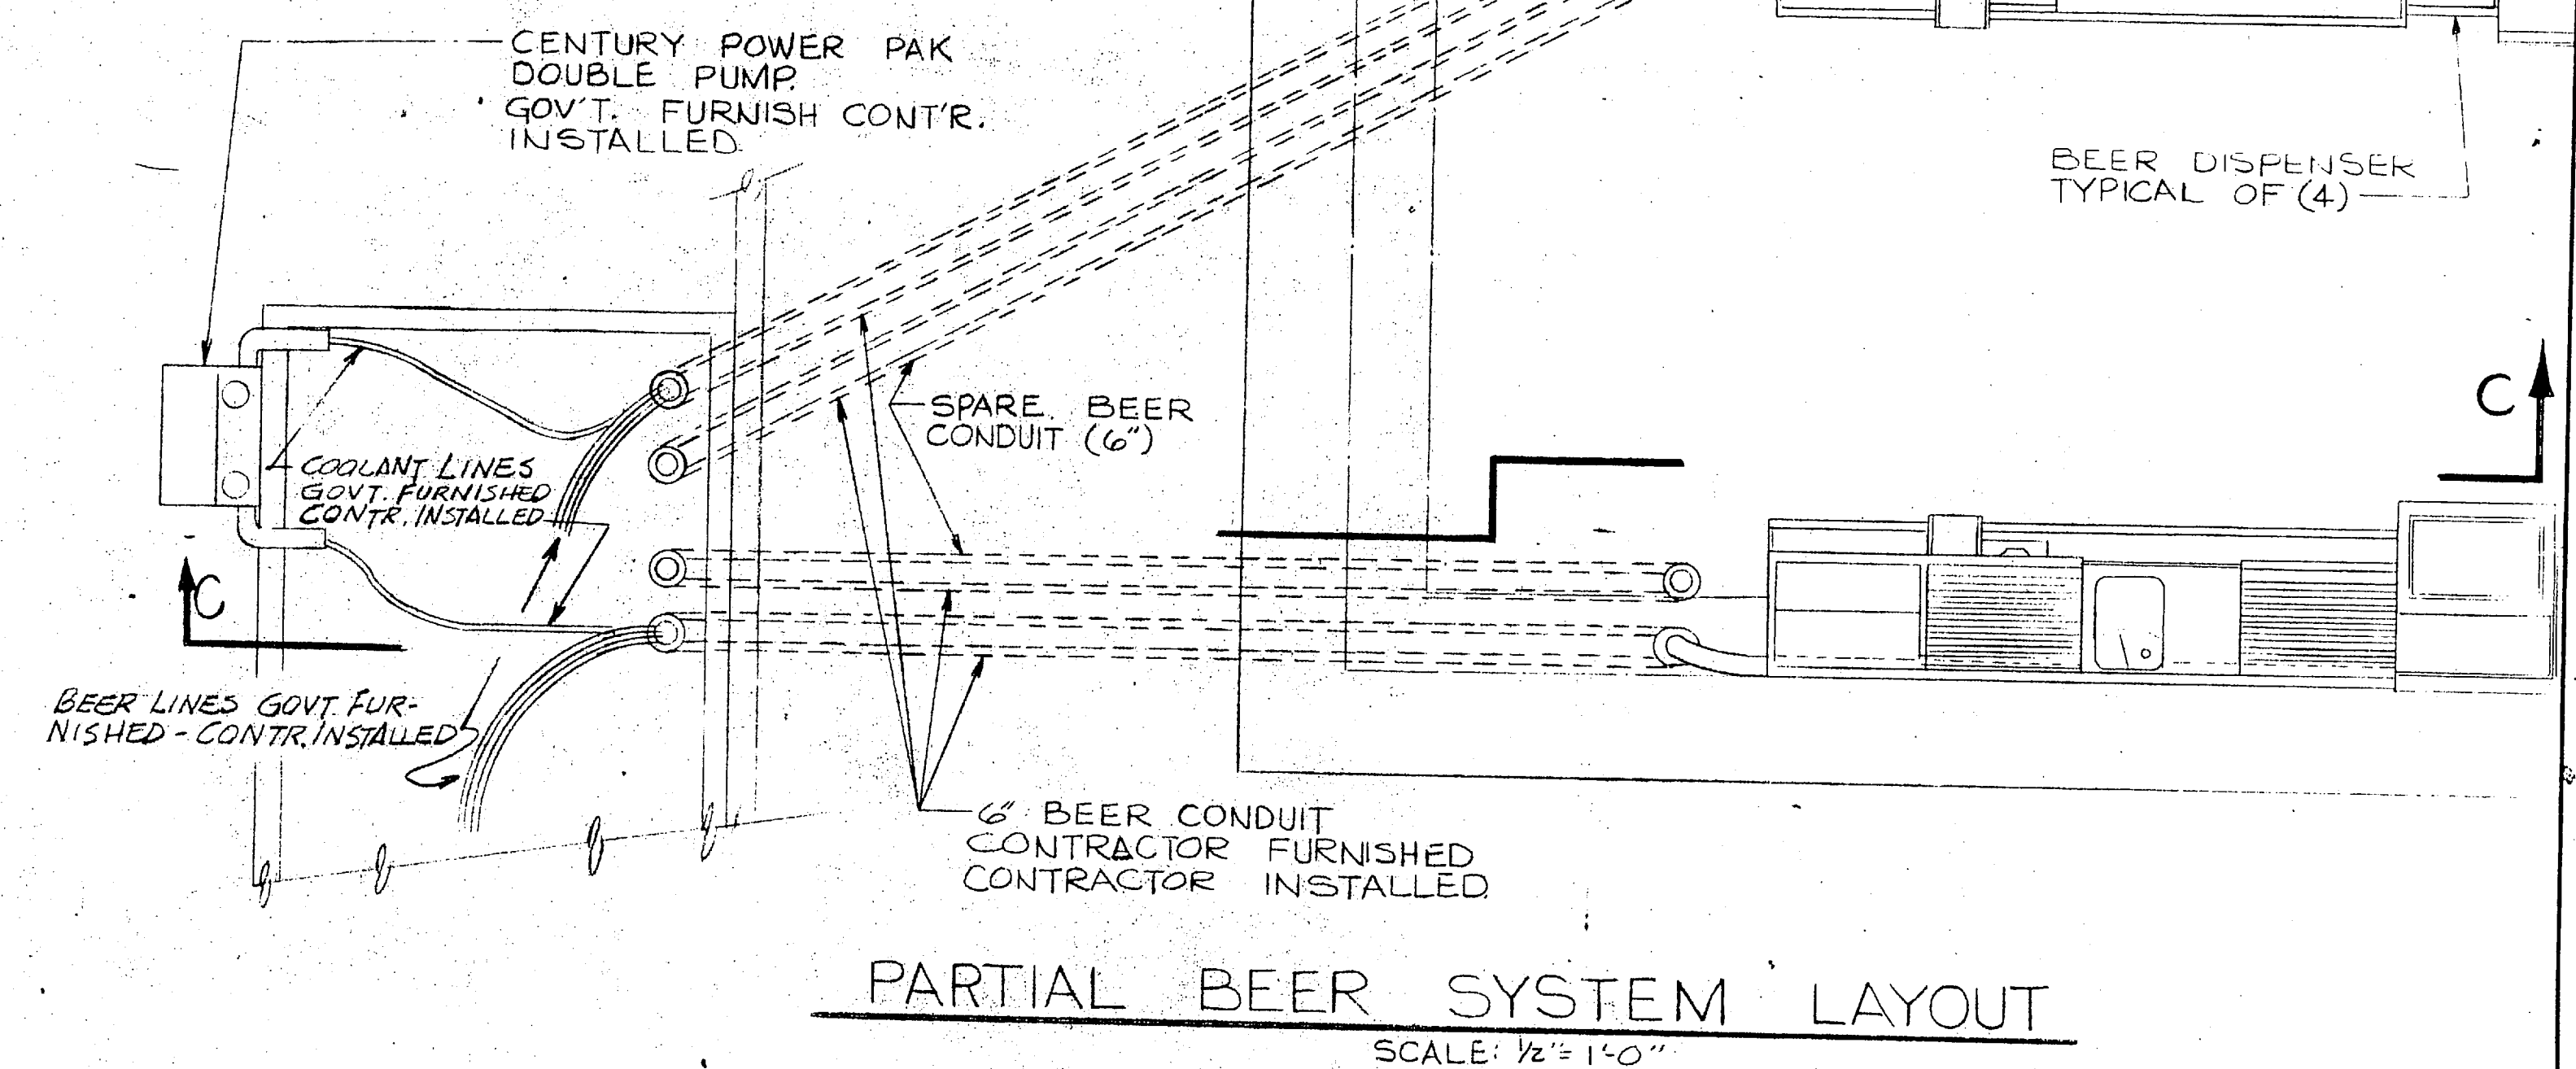 CENTURY POWER PAK
DOUBLE PUMP.
GOV'T. FURNISH CONT'R.
INSTALLED.
BEER DISPENSER
TYPICAL OF (4)
SPARE. BEER
CONDUIT (6")
C
COOLANT LINES
GOVT. FURNISHED
CONTR. INSTALLED
C
BEER LINES GOVT. FUR-
NISHED - CONTR. INSTALLED
6" BEER CONDUIT
CONTRACTOR FURNISHED
CONTRACTOR INSTALLED.
PARTIAL BEER SYSTEM LAYOUT
SCALE: 1/2" = 1'-0"